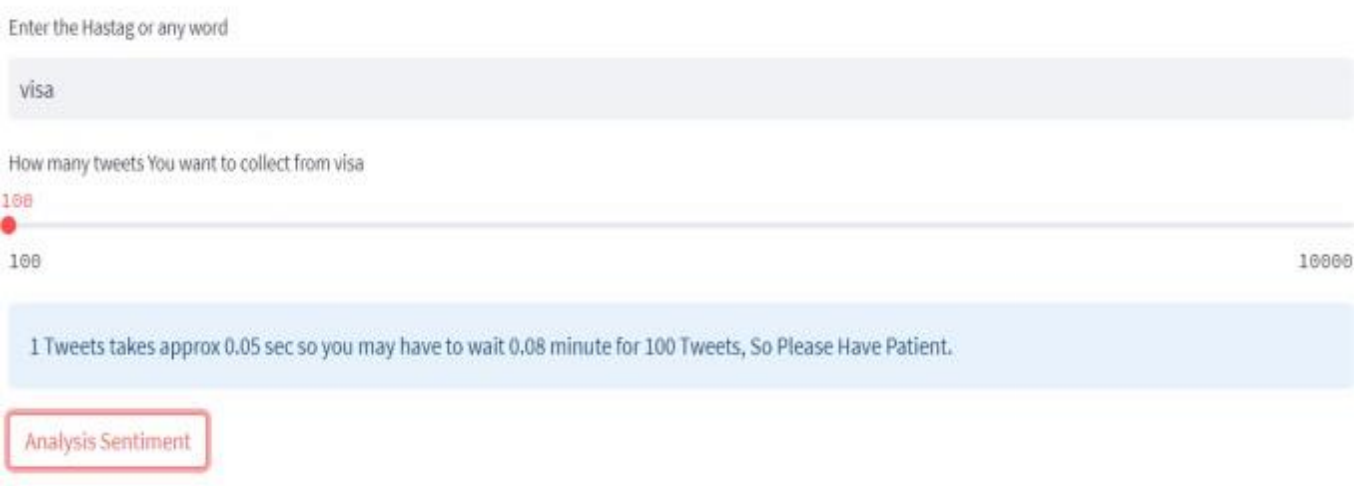 Enter the Hastag or any word
visa
How many tweets You want to collect from visa
100
100 10000
1 Tweets takes approx 0.05 sec so you may have to wait 0.08 minute for 100 Tweets, So Please Have Patient.
Analysis Sentiment